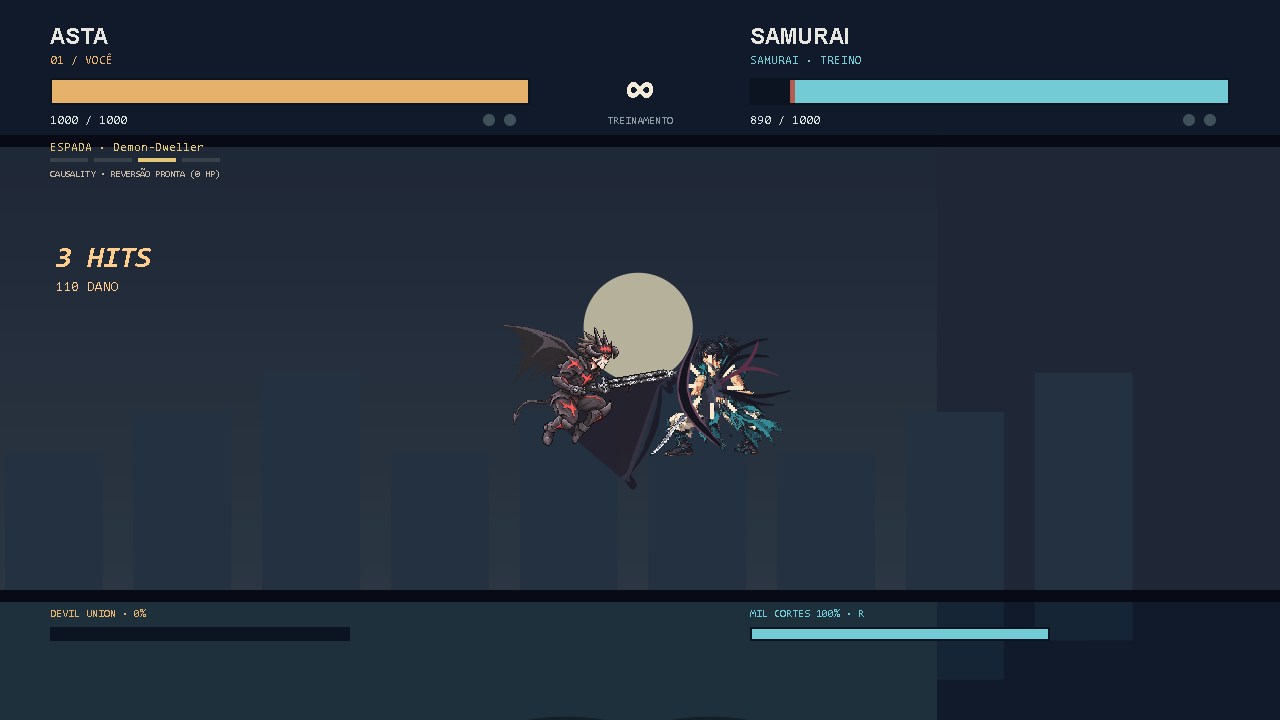 ASTA
01 / VOCÊ
1000 / 1000
SAMURAI
SAMURAI · TREINO
890 / 1000
∞
TREINAMENTO
ESPADA · Demon-Dweller
CAUSALITY · REVERSÃO PRONTA (0 HP)
3 HITS
110 DANO
DEVIL UNION · 0%
MIL CORTES 100% · R